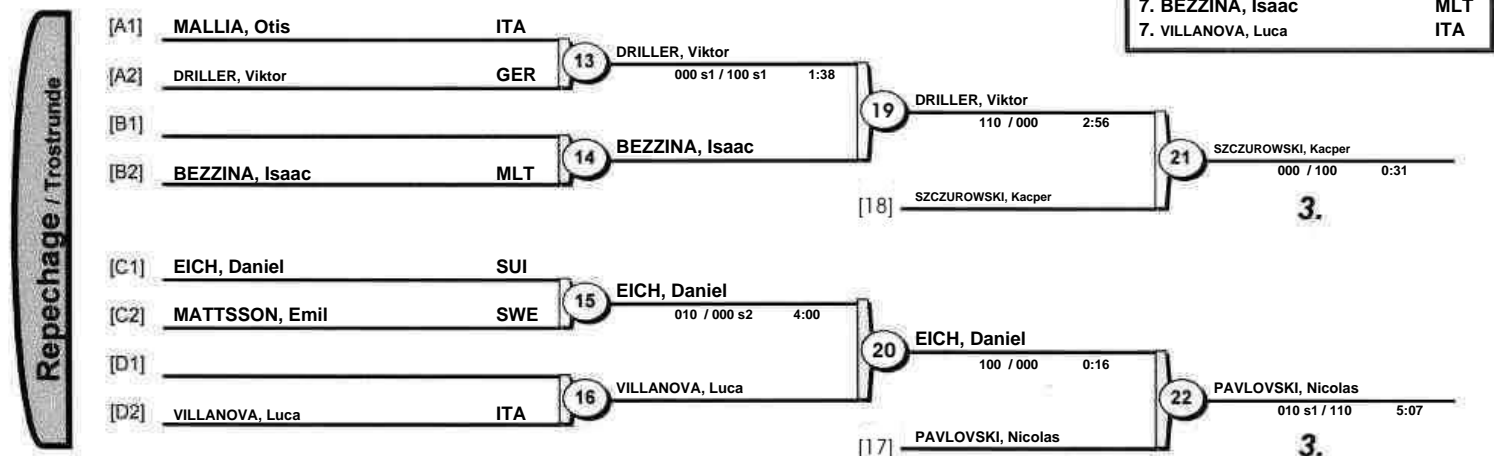 7. BEZZINA, Isaac MLT
7. VILLANOVA, Luca ITA
Repechage / Trostrunde
[A1] MALLIA, Otis ITA
[A2] DRILLER, Viktor GER
13 DRILLER, Viktor
000 s1 / 100 s1 1:38
[B1]
[B2] BEZZINA, Isaac MLT
14 BEZZINA, Isaac
19 DRILLER, Viktor
110 / 000 2:56
[18] SZCZUROWSKI, Kacper
21 SZCZUROWSKI, Kacper
000 / 100 0:31
3.
[C1] EICH, Daniel SUI
[C2] MATTSSON, Emil SWE
15 EICH, Daniel
010 / 000 s2 4:00
[D1]
[D2] VILLANOVA, Luca ITA
16 VILLANOVA, Luca
20 EICH, Daniel
100 / 000 0:16
[17] PAVLOVSKI, Nicolas
22 PAVLOVSKI, Nicolas
010 s1 / 110 5:07
3.